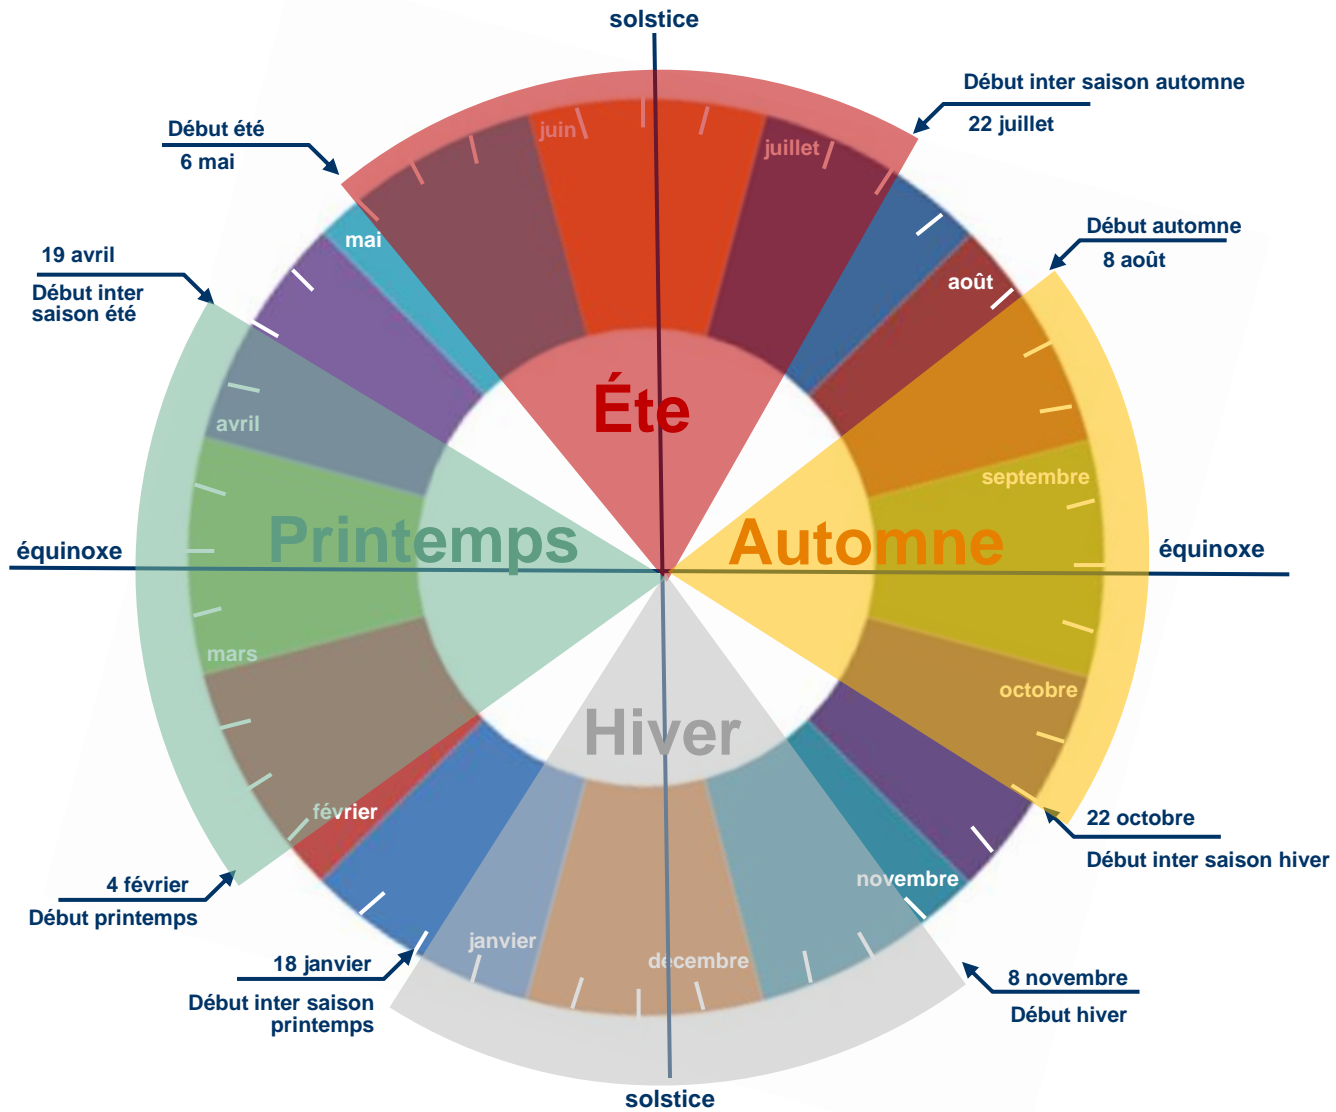 solstice
Début inter saison automne
22 juillet
Début été
6 mai
juin
juillet
Début automne
8 août
mai
19 avril
Début inter
saison été
août
Éte
avril
septembre
Printemps
Automne
équinoxe
équinoxe
mars
octobre
Hiver
février
22 octobre
Début inter saison hiver
4 février
Début printemps
novembre
janvier
décembre
18 janvier
Début inter saison
printemps
8 novembre
Début hiver
solstice